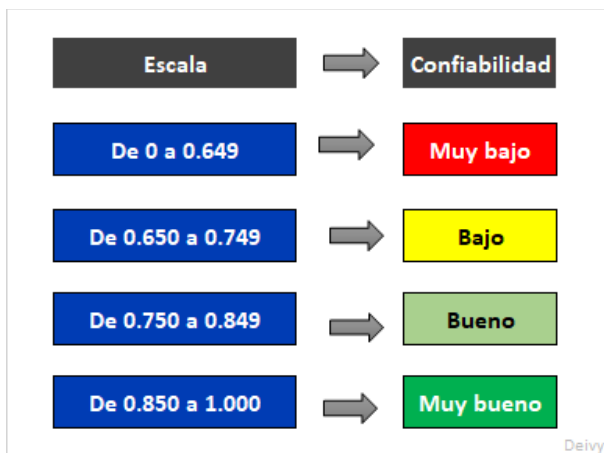 Escala
Confiabilidad
De 0 a 0.649
Muy bajo
De 0.650 a 0.749
Bajo
De 0.750 a 0.849
Bueno
De 0.850 a 1.000
Muy bueno
Deivy